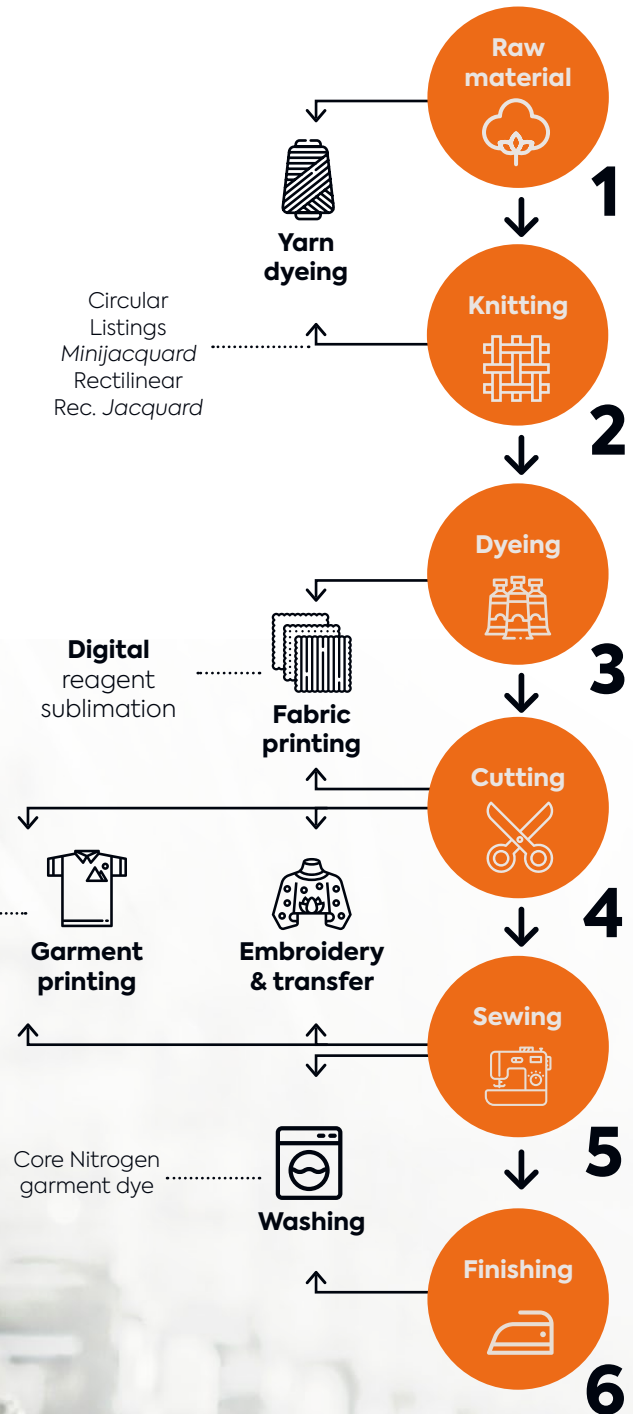 Raw
material
1
Yarn
dyeing
Circular
Listings
Minijacquard
Rectilinear
Rec. Jacquard
Knitting
2
Dyeing
3
Digital
reagent
sublimation
Fabric
printing
Cutting
4
Garment
printing
Embroidery
& transfer
Sewing
5
Core Nitrogen
garment dye
Washing
Finishing
6